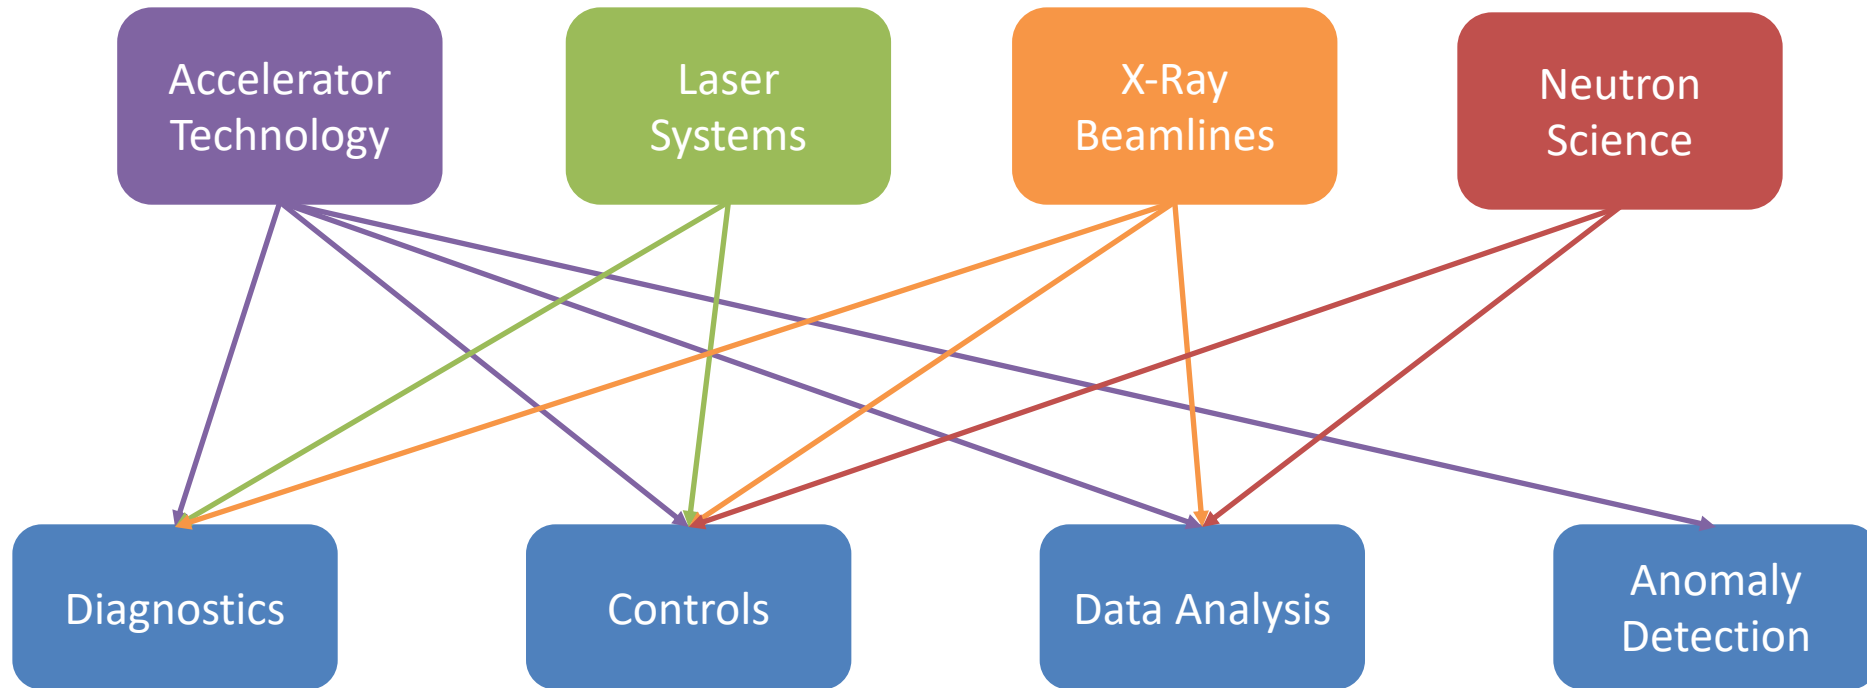 Accelerator
Technology
Laser
Systems
X-Ray
Beamlines
Neutron
Science
Diagnostics
Controls
Data Analysis
Anomaly
Detection